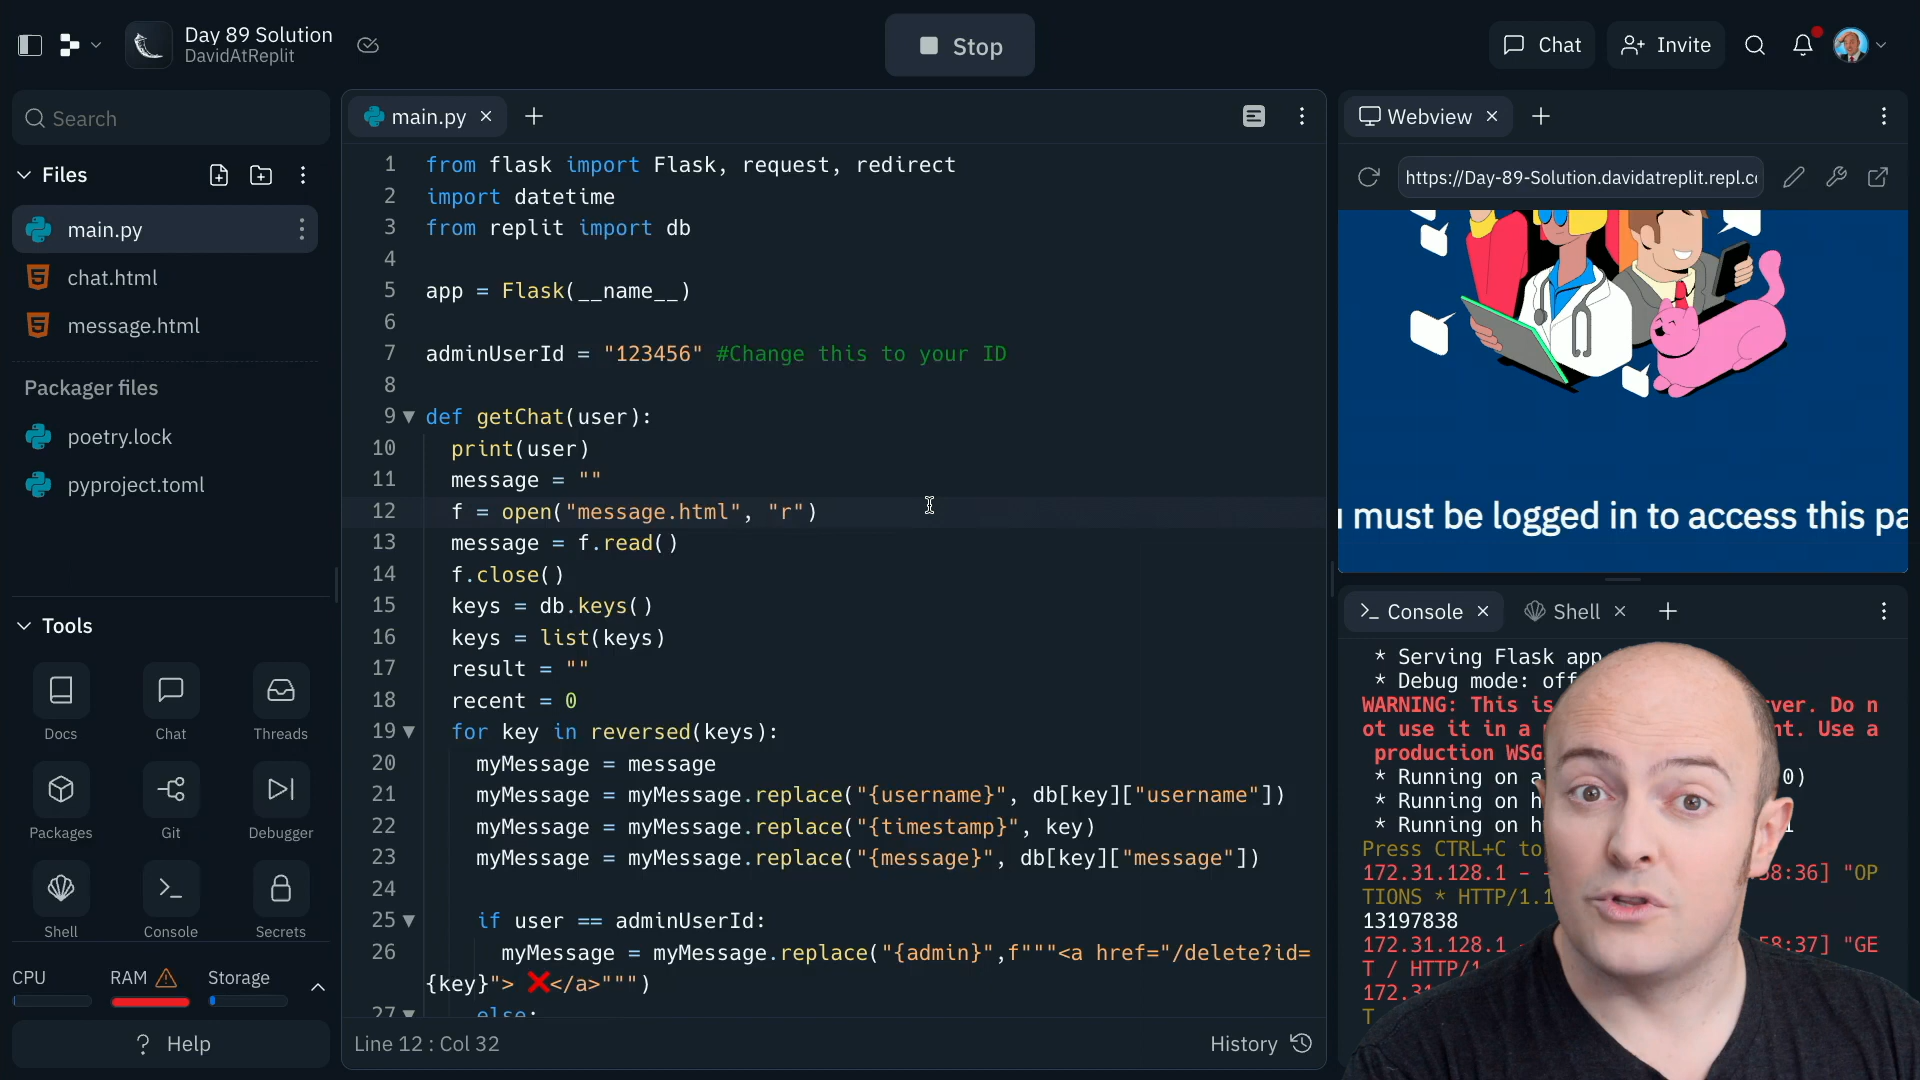 Day 89 Solution
DavidAtReplit
Stop
Chat
Invite
Search
Files
main.py
chat.html
message.html
Packager files
poetry.lock
pyproject.toml
Tools
Docs
Chat
Threads
Packages
Git
Debugger
Shell
Console
Secrets
CPU
RAM
Storage
? Help
main.py
1 from flask import Flask, request, redirect
2 import datetime
3 from replit import db
4
5 app = Flask(__name__)
6
7 adminUserId = "123456" #Change this to your ID
8
9 def getChat(user):
10 print(user)
11 message = ""
12 f = open("message.html", "r")
13 message = f.read()
14 f.close()
15 keys = db.keys()
16 keys = list(keys)
17 result = ""
18 recent = 0
19 for key in reversed(keys):
20 myMessage = message
21 myMessage = myMessage.replace("{username}", db[key]["username"])
22 myMessage = myMessage.replace("{timestamp}", key)
23 myMessage = myMessage.replace("{message}", db[key]["message"])
24
25 if user == adminUserId:
26 myMessage = myMessage.replace("{admin}",f"""<a href="/delete?id=
{key}"> ❌</a>""")
27 else:
Line 12 : Col 32
History
Webview
https://Day-89-Solution.davidatreplit.repl.c
must be logged in to access this pa
Console
Shell
* Serving Flask app
* Debug mode: off
WARNING: This is ver. Do n
ot use it in a nt. Use a
production WSG
* Running on a 0)
* Running on h
* Running on h 1
Press CTRL+C to
172.31.128.1 - - 58:36] "OP
TIONS * HTTP/1.1
13197838
172.31.128.1 - 58:37] "GE
T / HTTP/1
172.31
T